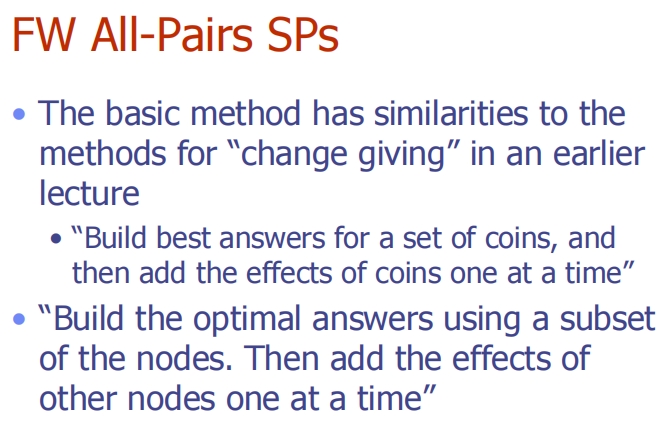 FW All-Pairs SPs
• The basic method has similarities to the
methods for “change giving” in an earlier
lecture
• “Build best answers for a set of coins, and
then add the effects of coins one at a time”
• “Build the optimal answers using a subset
of the nodes. Then add the effects of
other nodes one at a time”